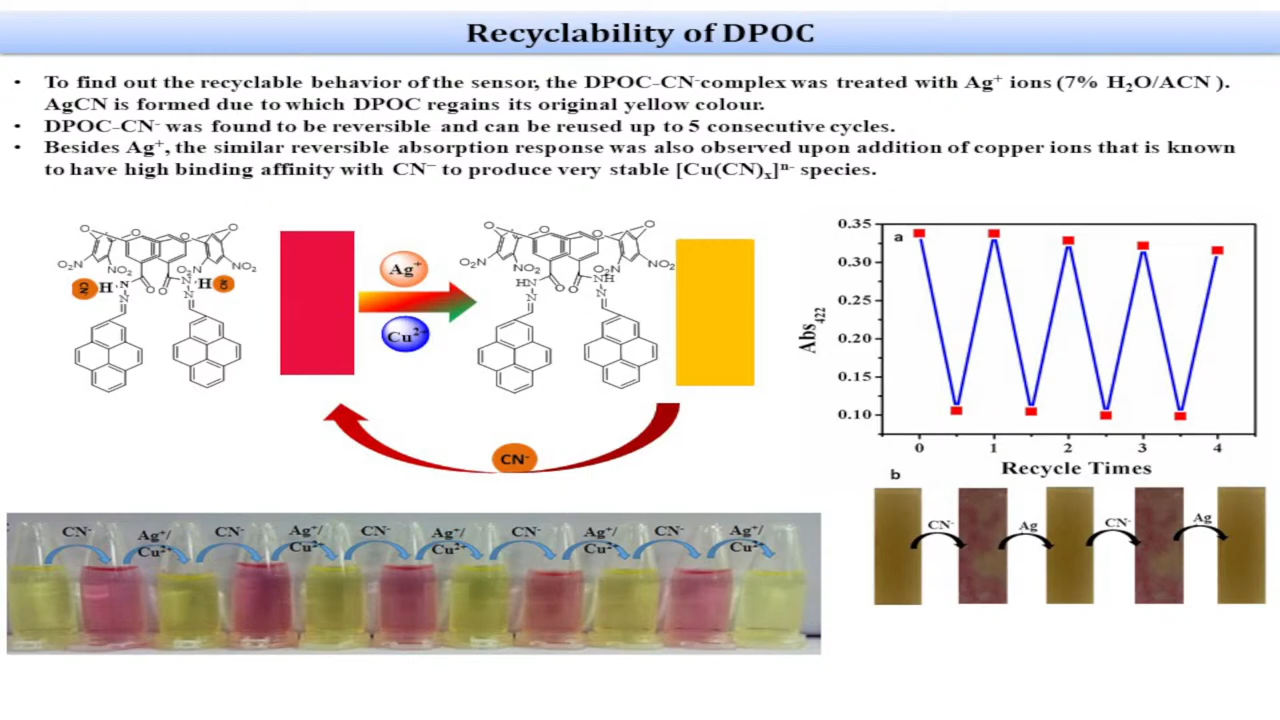 Recyclability of DPOC
• To find out the recyclable behavior of the sensor, the DPOC-CN⁻complex was treated with Ag⁺ ions (7% H₂O/ACN ).
AgCN is formed due to which DPOC regains its original yellow colour.
• DPOC-CN⁻ was found to be reversible and can be reused up to 5 consecutive cycles.
• Besides Ag⁺, the similar reversible absorption response was also observed upon addition of copper ions that is known
to have high binding affinity with CN⁻ to produce very stable [Cu(CN)ₓ]ⁿ⁻ species.
O O O O
O₂N NO₂ NO₂ NO₂
CN H N O N H CN
N N
Ag⁺
Cu²⁺
O O O O
O₂N NO₂ NO₂
HN O O NH
N N
CN⁻
a
0.35
0.30
0.25
0.20
0.15
0.10
Abs₄₂₂
0 1 2 3 4
Recycle Times
b
CN⁻ Ag CN⁻ Ag
CN⁻ Ag⁺/ CN⁻ Ag⁺/ CN⁻ Ag⁺/ CN⁻ Ag⁺/ CN⁻ Ag⁺/
Cu²⁺ Cu²⁺ Cu²⁺ Cu²⁺ Cu²⁺